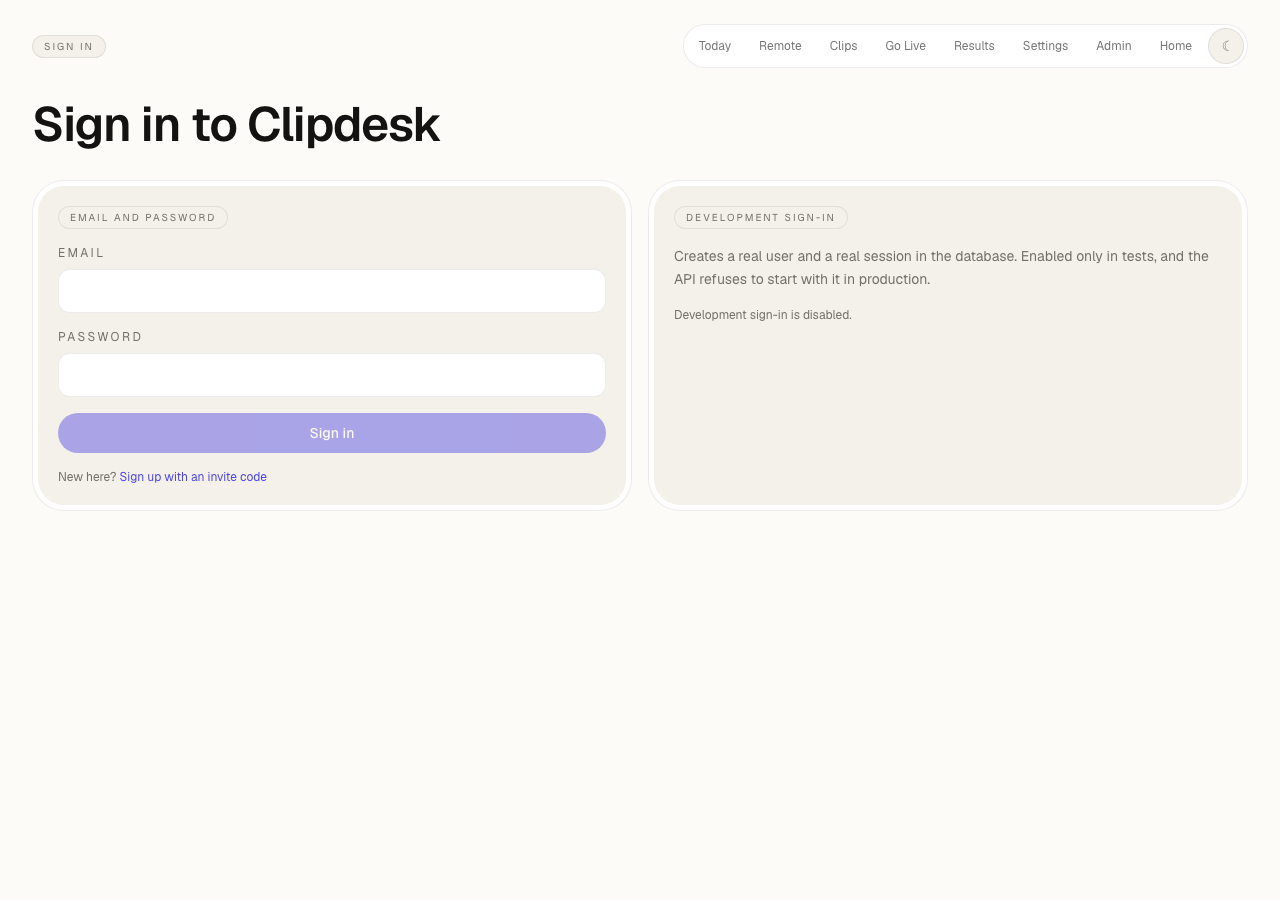 SIGN IN
Today Remote Clips Go Live Results Settings Admin Home
Sign in to Clipdesk
EMAIL AND PASSWORD
EMAIL
PASSWORD
Sign in
New here? Sign up with an invite code
DEVELOPMENT SIGN-IN
Creates a real user and a real session in the database. Enabled only in tests, and the
API refuses to start with it in production.
Development sign-in is disabled.